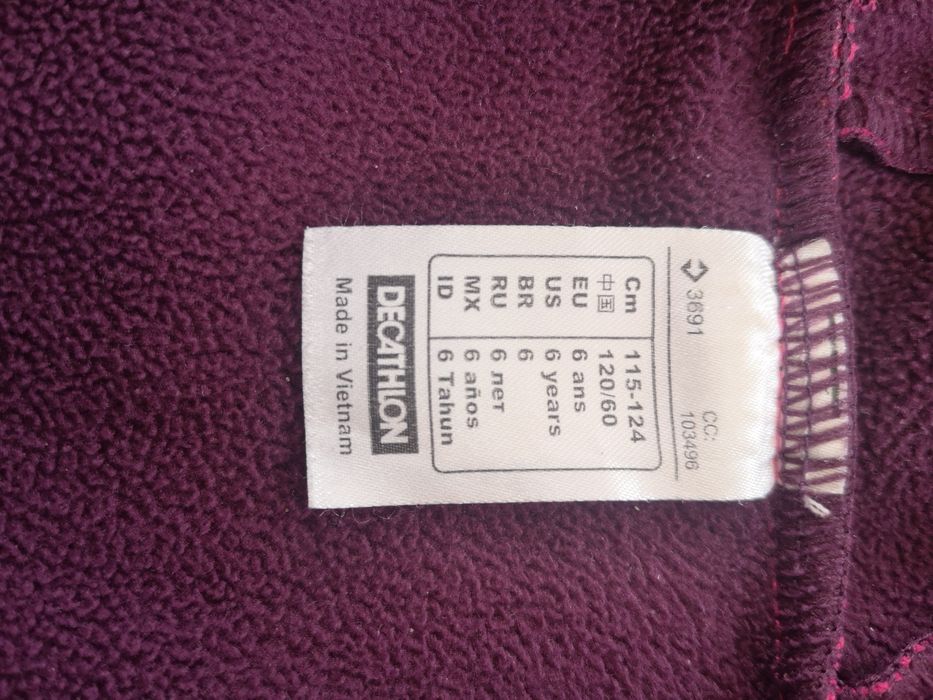 3691
CC:
103496
Cm 115-124
中国 120/60
EU 6 ans
US 6 years
BR 6
RU 6 лет
MX 6 años
ID 6 Tahun
DECATHLON
Made in Vietnam